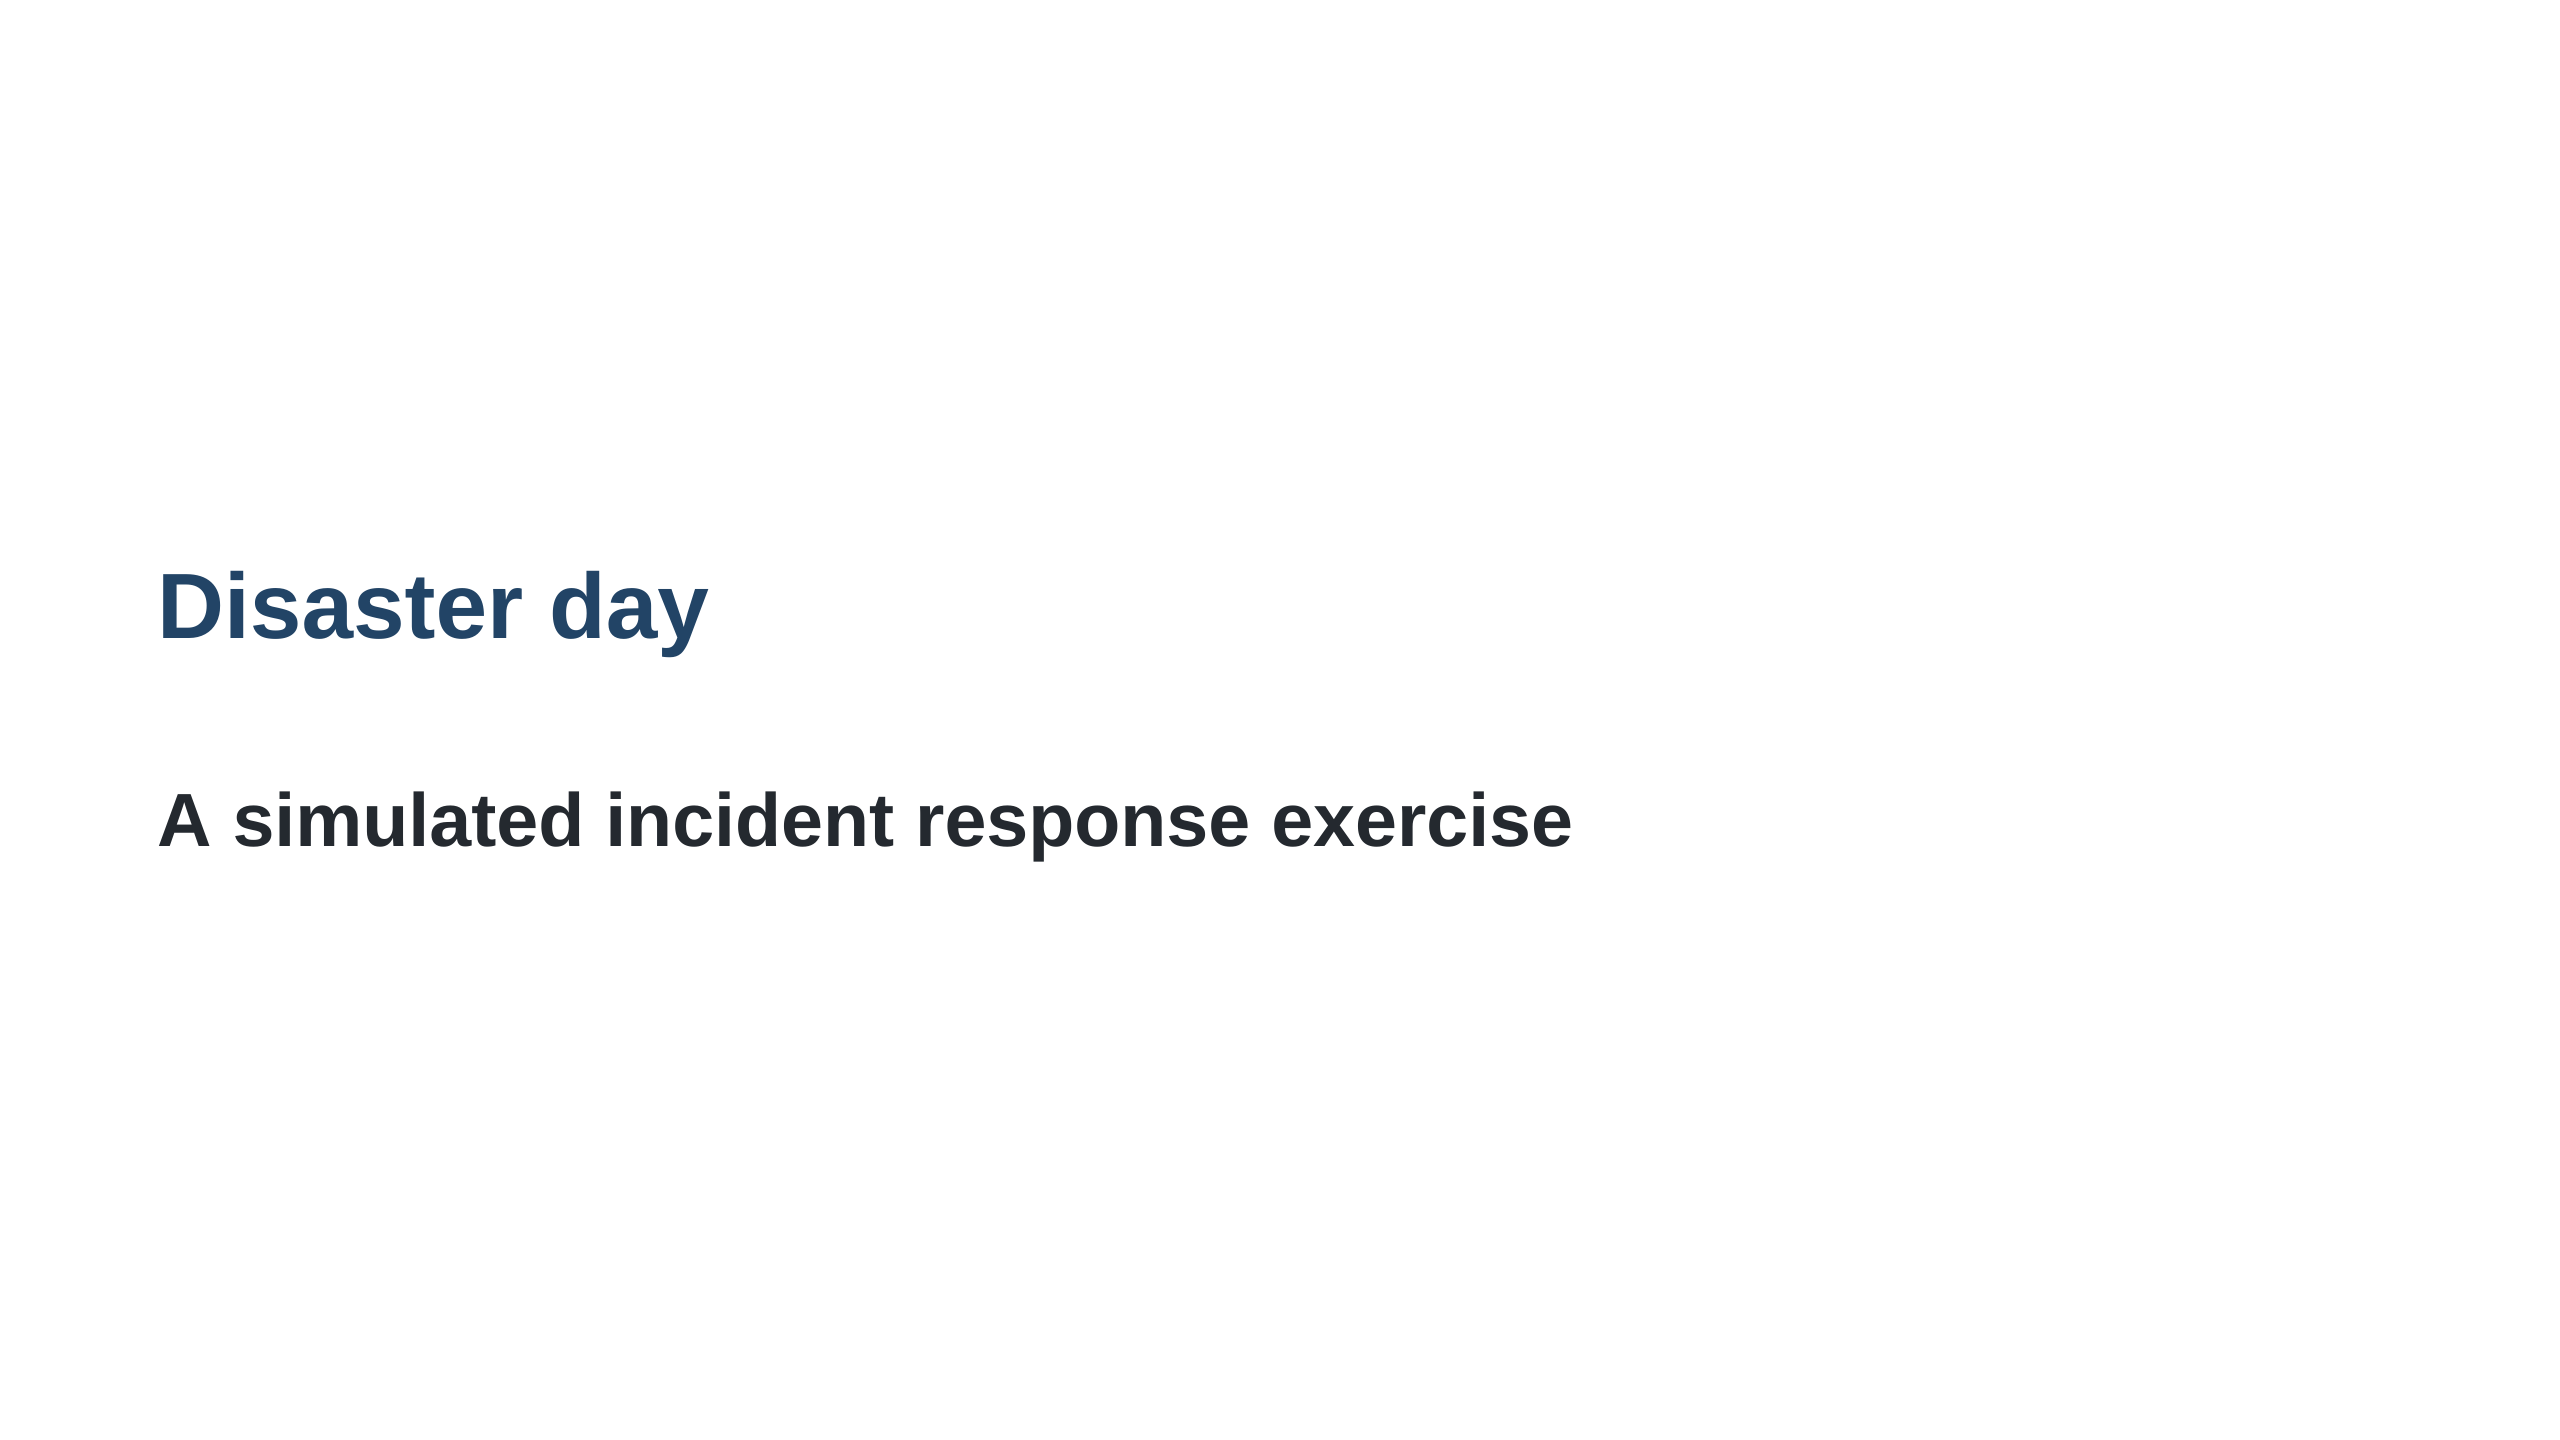 Disaster day
A simulated incident response exercise